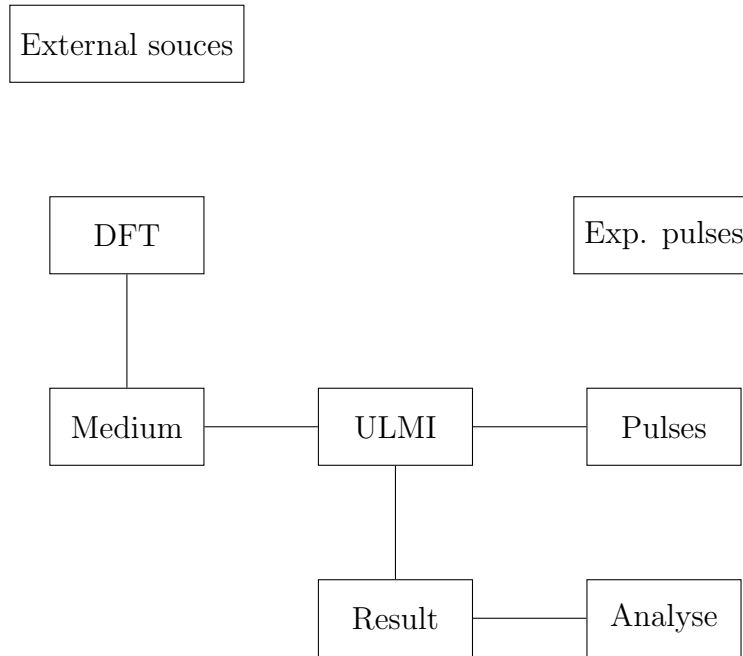 External souces
DFT
Exp. pulses
Medium
ULMI
Pulses
Result
Analyse